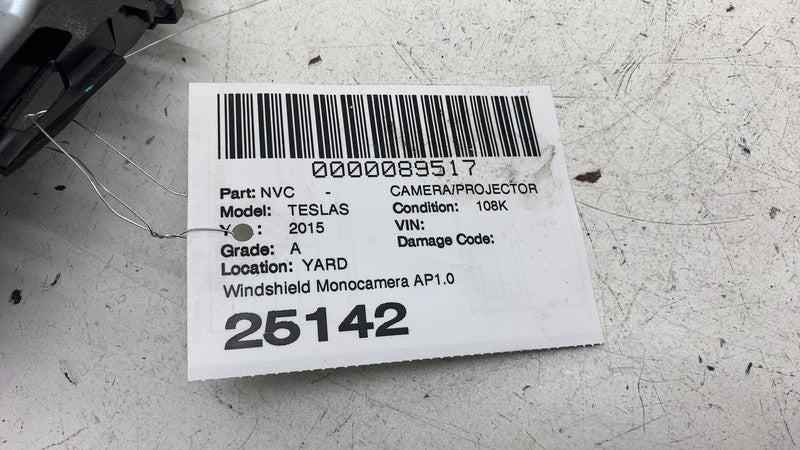 0000089517
Part: NVC - CAMERA/PROJECTOR
Model: TESLAS Condition: 108K
: 2015 VIN:
Grade: A Damage Code:
Location: YARD
Windshield Monocamera AP1.0
25142